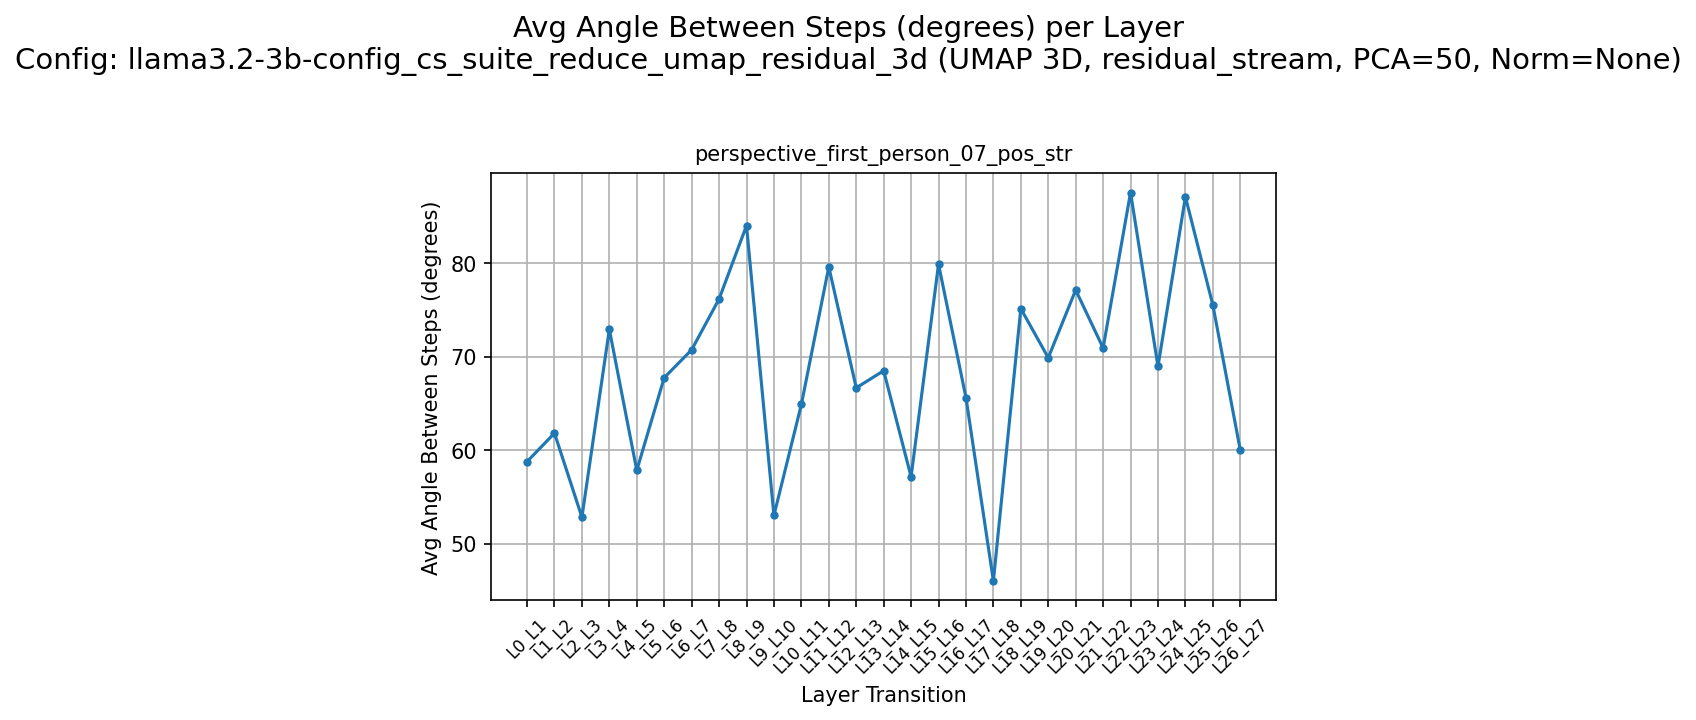 Avg Angle Between Steps (degrees) per Layer
Config: llama3.2-3b-config_cs_suite_reduce_umap_residual_3d (UMAP 3D, residual_stream, PCA=50, Norm=None)
perspective_first_person_07_pos_str
Avg Angle Between Steps (degrees)
80
70
60
50
L0_L1
L1_L2
L2_L3
L3_L4
L4_L5
L5_L6
L6_L7
L7_L8
L8_L9
L9_L10
L10_L11
L11_L12
L12_L13
L13_L14
L14_L15
L15_L16
L16_L17
L17_L18
L18_L19
L19_L20
L20_L21
L21_L22
L22_L23
L23_L24
L24_L25
L25_L26
L26_L27
Layer Transition